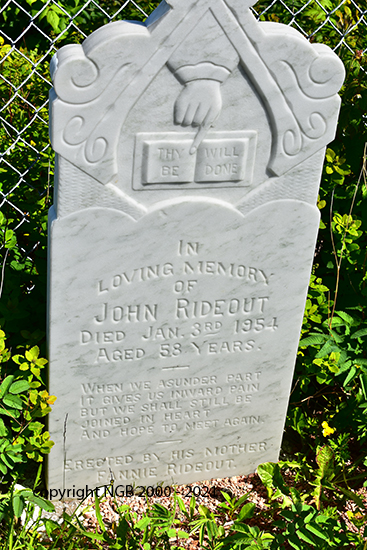 THY WILL
BE DONE
IN
LOVING MEMORY
OF
JOHN RIDEOUT
DIED JAN. 3RD 1954
AGED 58 YEARS.
WHEN WE ASUNDER PART
IT GIVES US INWARD PAIN
BUT WE SHALL STILL BE
JOINED IN HEART
AND HOPE TO MEET AGAIN.
ERECTED BY HIS MOTHER
FANNIE RIDEOUT.
Copyright NGB 2000 - 2021